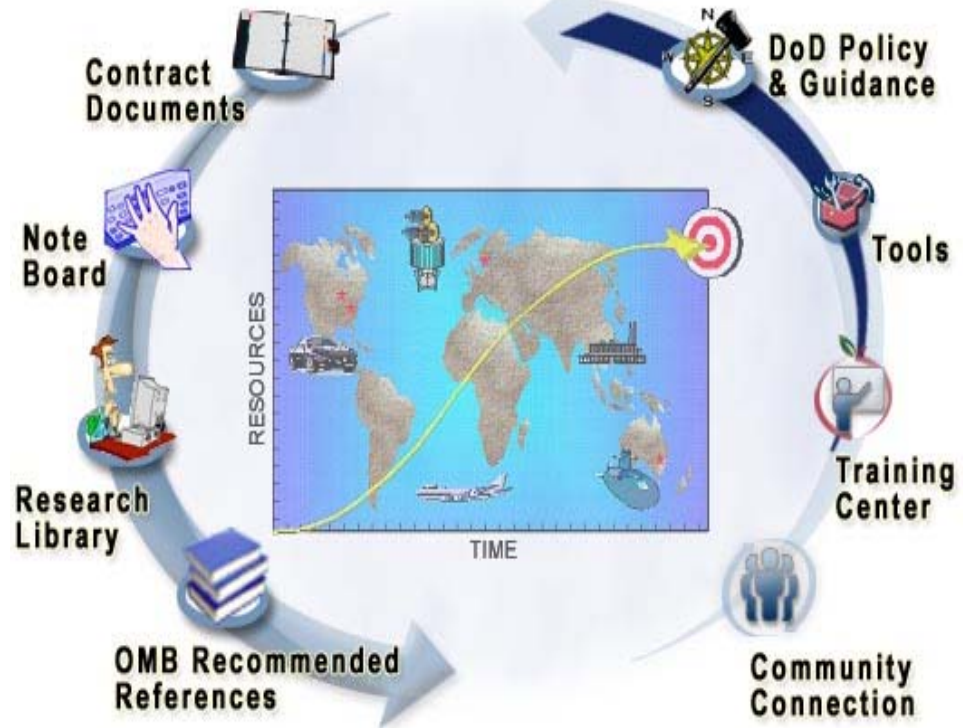 Contract
Documents
N
W
E
S
DoD Policy
& Guidance
Note
Board
Tools
RESOURCES
TIME
Research
Library
Training
Center
OMB Recommended
References
Community
Connection